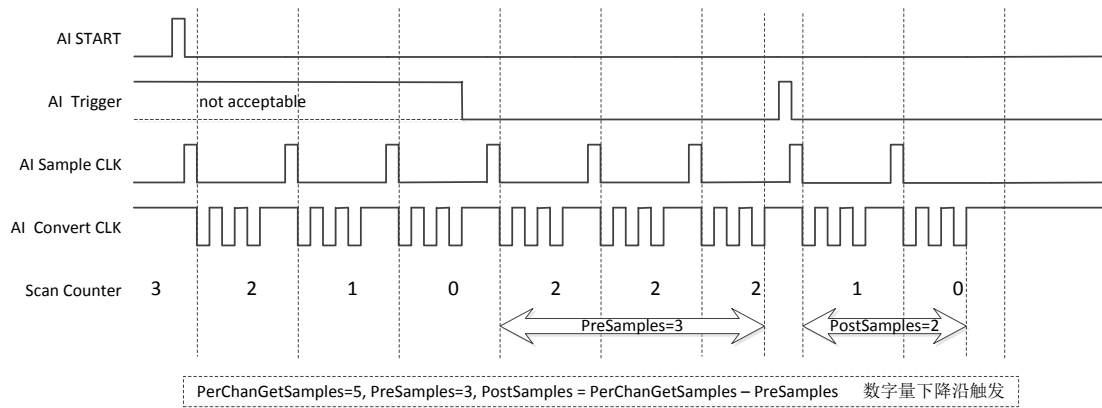 AI START
AI Trigger
not acceptable
AI Sample CLK
AI Convert CLK
Scan Counter 3 2 1 0 2 2 2 1 0
PreSamples=3 PostSamples=2
PerChanGetSamples=5, PreSamples=3, PostSamples = PerChanGetSamples – PreSamples 数字量下降沿触发